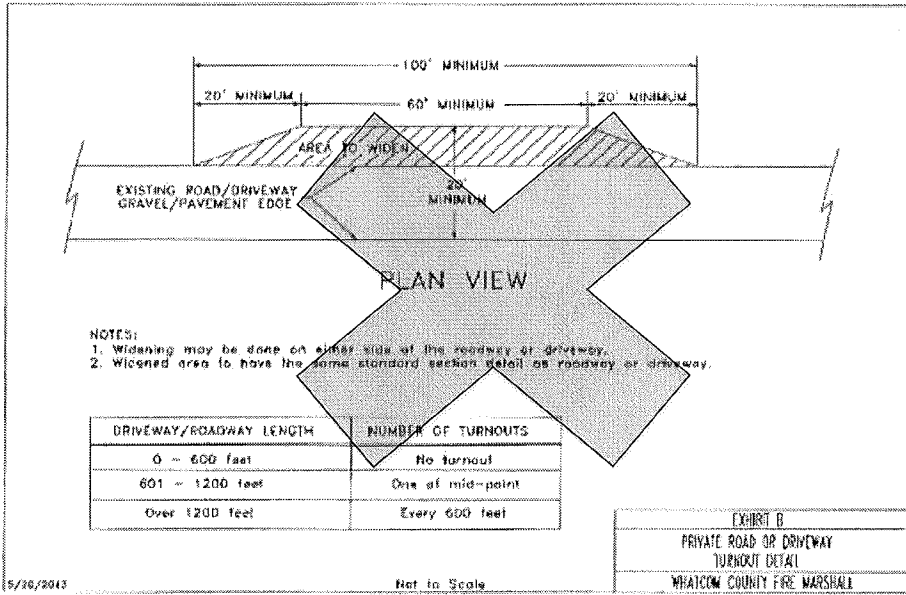 100' MINIMUM
20' MINIMUM
60' MINIMUM
20' MINIMUM
AREA TO WIDEN
EXISTING ROAD/DRIVEWAY
GRAVEL/PAVEMENT EDGE
20'
MINIMUM
PLAN VIEW
NOTES:
1. Widening may be done on either side of the roadway or driveway.
2. Widened area to have the same standard section detail as roadway or driveway.
DRIVEWAY/ROADWAY LENGTH NUMBER OF TURNOUTS
0 - 600 feet No turnout
601 - 1200 feet One at mid-point
Over 1200 feet Every 600 feet
EXHIBIT B
PRIVATE ROAD OR DRIVEWAY
TURNOUT DETAIL
WHATCOM COUNTY FIRE MARSHALL
5/20/2013 Not to Scale